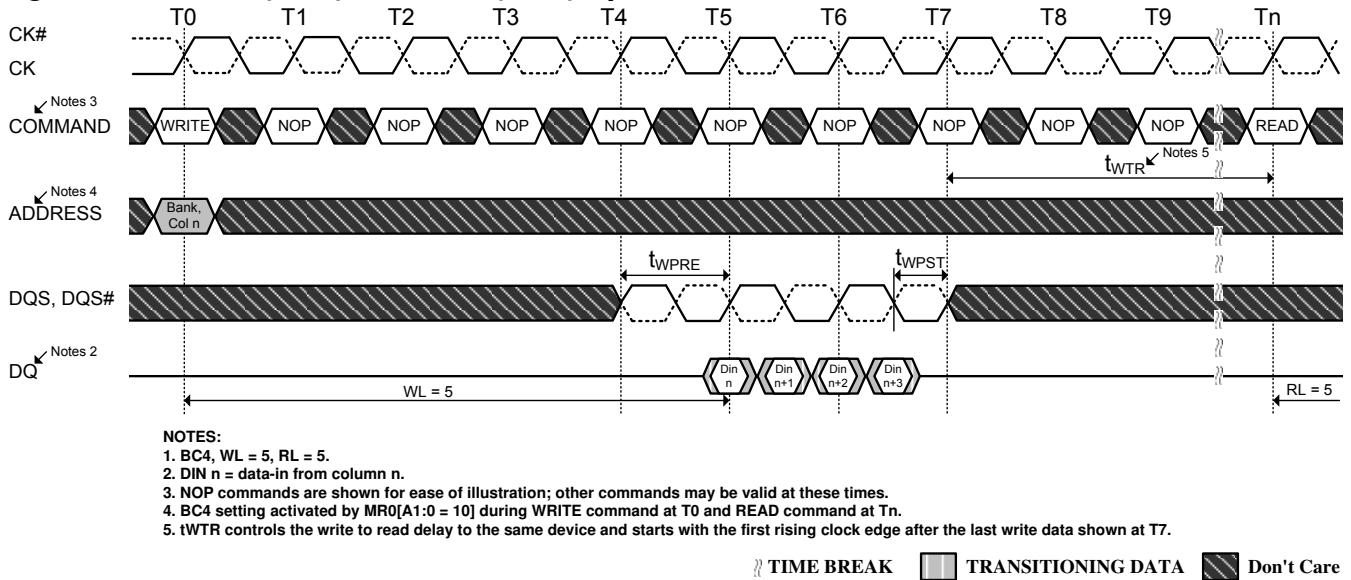 T0 T1 T2 T3 T4 T5 T6 T7 T8 T9 Tn
CK#
CK
Notes 3
COMMAND
WRITE NOP NOP NOP NOP NOP NOP NOP NOP NOP READ
tWTR Notes 5
Notes 4
ADDRESS
Bank,
Col n
tWPRE tWPST
DQS, DQS#
Notes 2
DQ
Din n Din n+1 Din n+2 Din n+3
WL = 5 RL = 5
NOTES:
1. BC4, WL = 5, RL = 5.
2. DIN n = data-in from column n.
3. NOP commands are shown for ease of illustration; other commands may be valid at these times.
4. BC4 setting activated by MR0[A1:0 = 10] during WRITE command at T0 and READ command at Tn.
5. tWTR controls the write to read delay to the same device and starts with the first rising clock edge after the last write data shown at T7.
TIME BREAK TRANSITIONING DATA Don't Care